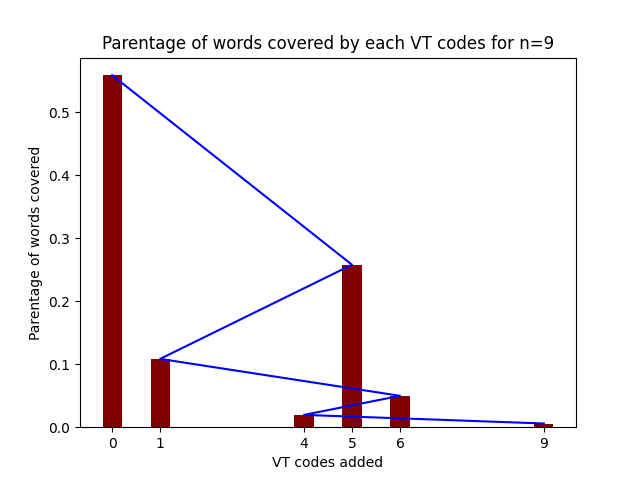 Parentage of words covered by each VT codes for n=9
Parentage of words covered
0.5
0.4
0.3
0.2
0.1
0.0
0 1 4 5 6 9
VT codes added